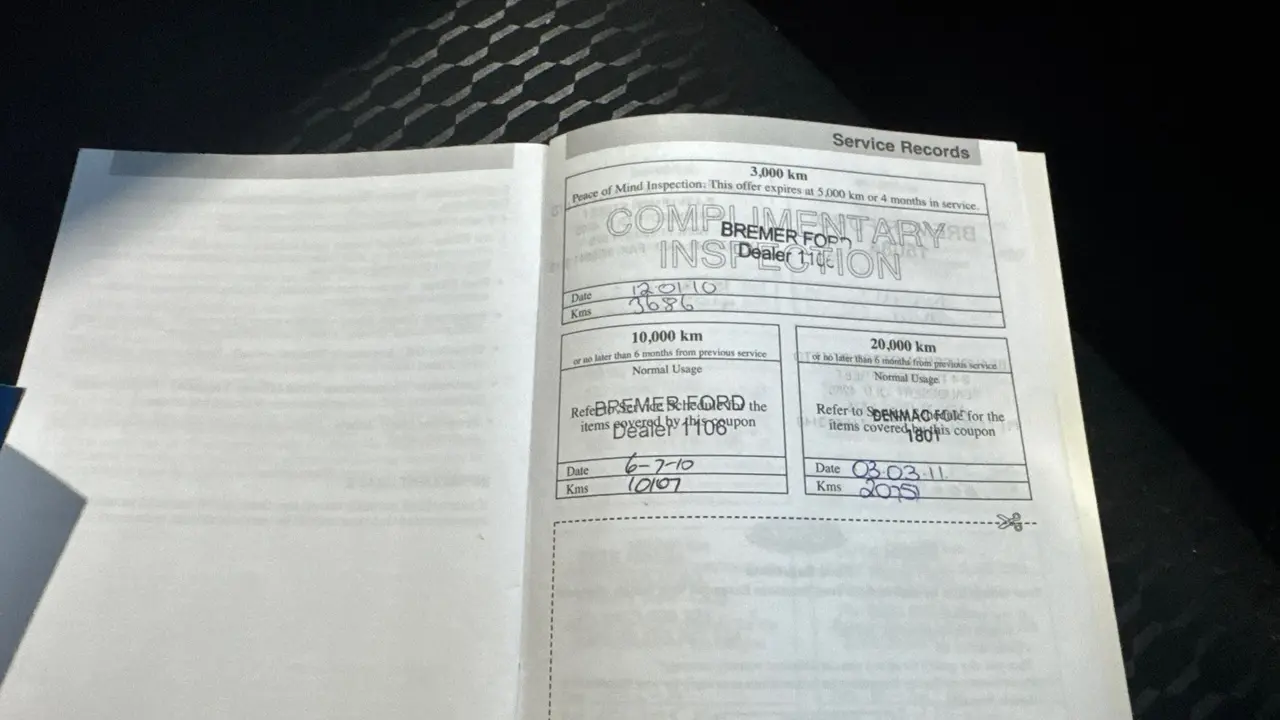 Service Records
3,000 km
Peace of Mind Inspection: This offer expires at 5,000 km or 4 months in service.
COMPLIMENTARY
INSPECTION
BREMER FORD
Dealer 1106
Date 12·01·10
Kms 3686
10,000 km
or no later than 6 months from previous service
Normal Usage
Refer to Service Schedule for the
items covered by this coupon
BREMER FORD
Dealer 1106
Date 6-7-10
Kms 10107
20,000 km
or no later than 6 months from previous service
Normal Usage
Refer to Service Schedule for the
items covered by this coupon
DENMAC FORD
1801
Date 03·03·11
Kms 20751